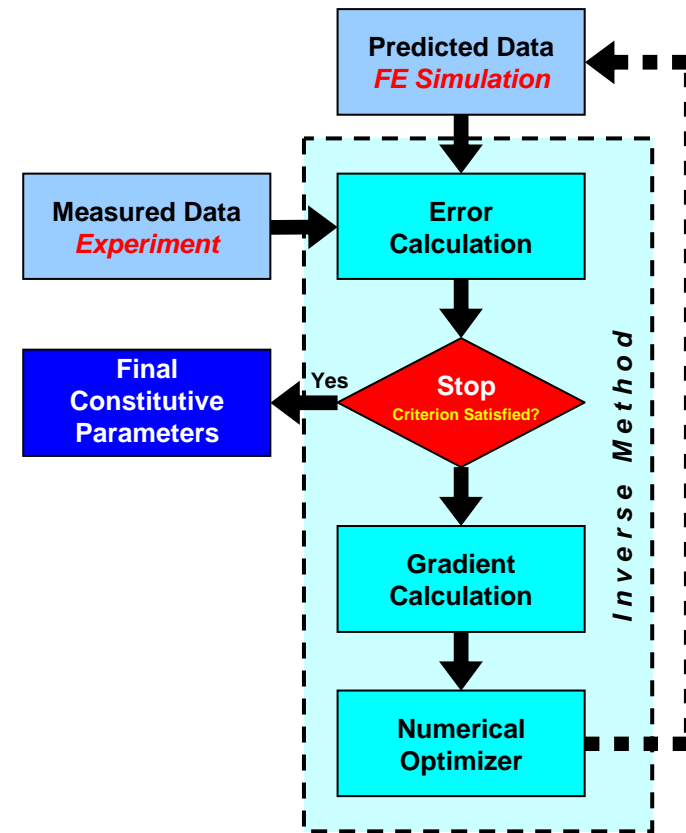 Predicted Data
FE Simulation
Measured Data
Experiment
Error
Calculation
Final
Constitutive
Parameters
Yes
Stop
Criterion Satisfied?
Inverse Method
Gradient
Calculation
Numerical
Optimizer